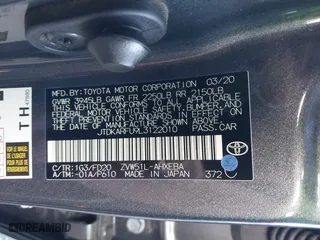 MFD.BY:TOYOTA MOTOR CORPORATION 03/20
GVWR 3945LB GAWR FR 2250LB RR 2150LB
THIS VEHICLE CONFORMS TO ALL APPLICABLE
FEDERAL MOTOR VEHICLE SAFETY, BUMPER, AND
THEFT PREVENTION STANDARDS IN EFFECT ON
THE DATE OF MANUFACTURE SHOWN ABOVE.
JTDKARFU9L3122010 PASS.CAR
C/TR: 1G3/FD20 ZVW51L-AHXEBA
A/TM: -01A/P610 MADE IN JAPAN 372
TOYOTA
TH
© autobidmaster